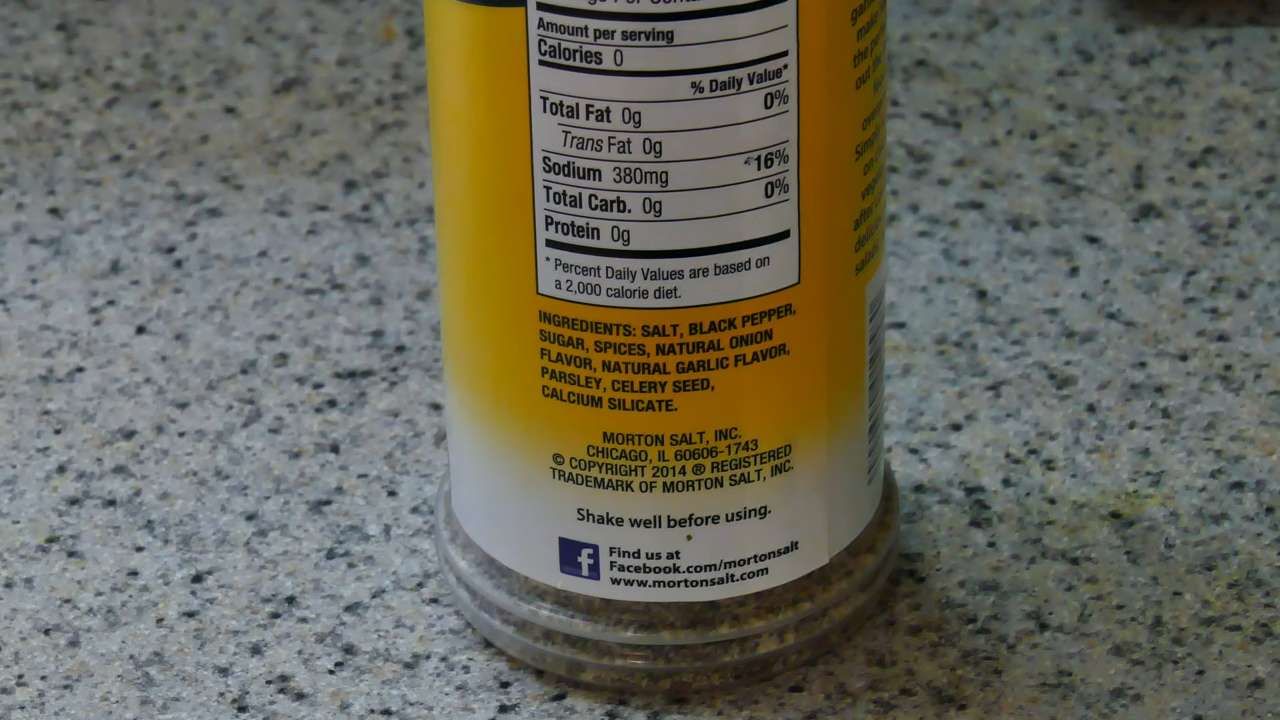 Amount per serving
Calories 0
% Daily Value*
Total Fat 0g 0%
Trans Fat 0g
Sodium 380mg 16%
Total Carb. 0g 0%
Protein 0g
* Percent Daily Values are based on
a 2,000 calorie diet.
INGREDIENTS: SALT, BLACK PEPPER,
SUGAR, SPICES, NATURAL ONION
FLAVOR, NATURAL GARLIC FLAVOR,
PARSLEY, CELERY SEED,
CALCIUM SILICATE.
MORTON SALT, INC.
CHICAGO, IL 60606-1743
© COPYRIGHT 2014 ® REGISTERED
TRADEMARK OF MORTON SALT, INC.
Shake well before using.
f
Find us at
Facebook.com/mortonsalt
www.mortonsalt.com